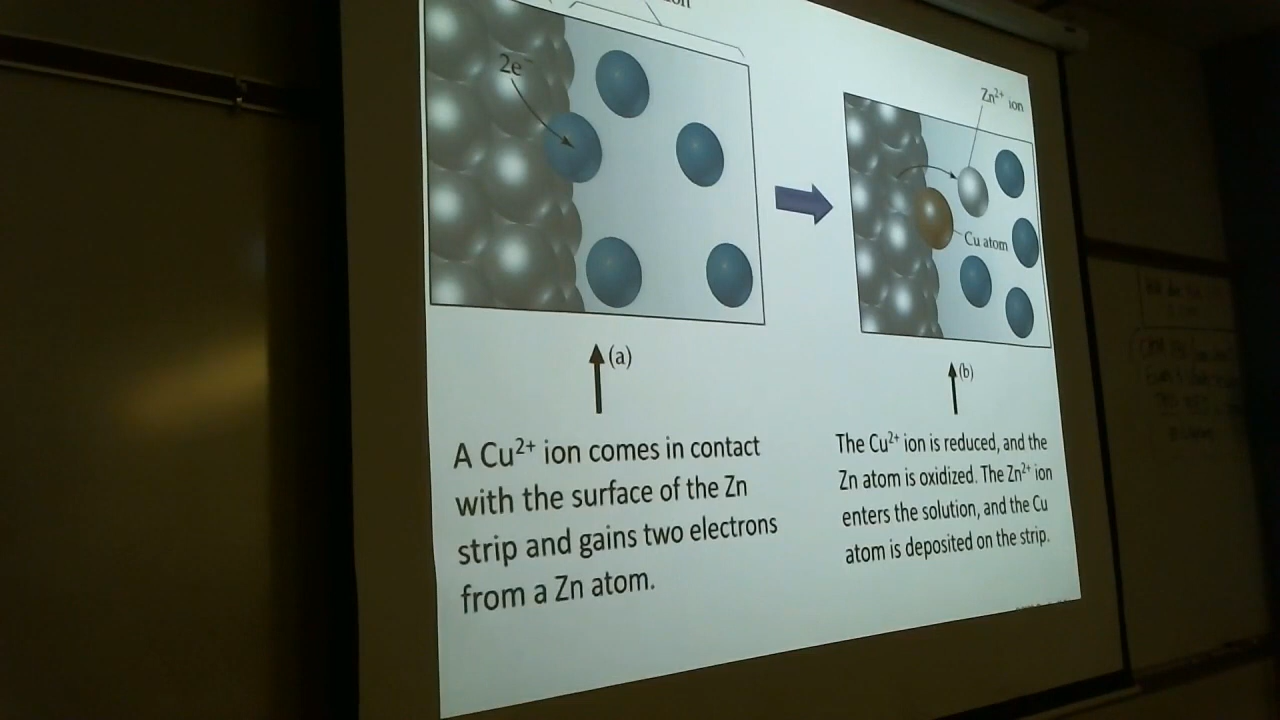 2e⁻
Zn²⁺ ion
Cu atom
(a)
(b)
A Cu²⁺ ion comes in contact
with the surface of the Zn
strip and gains two electrons
from a Zn atom.
The Cu²⁺ ion is reduced, and the
Zn atom is oxidized. The Zn²⁺ ion
enters the solution, and the Cu
atom is deposited on the strip.